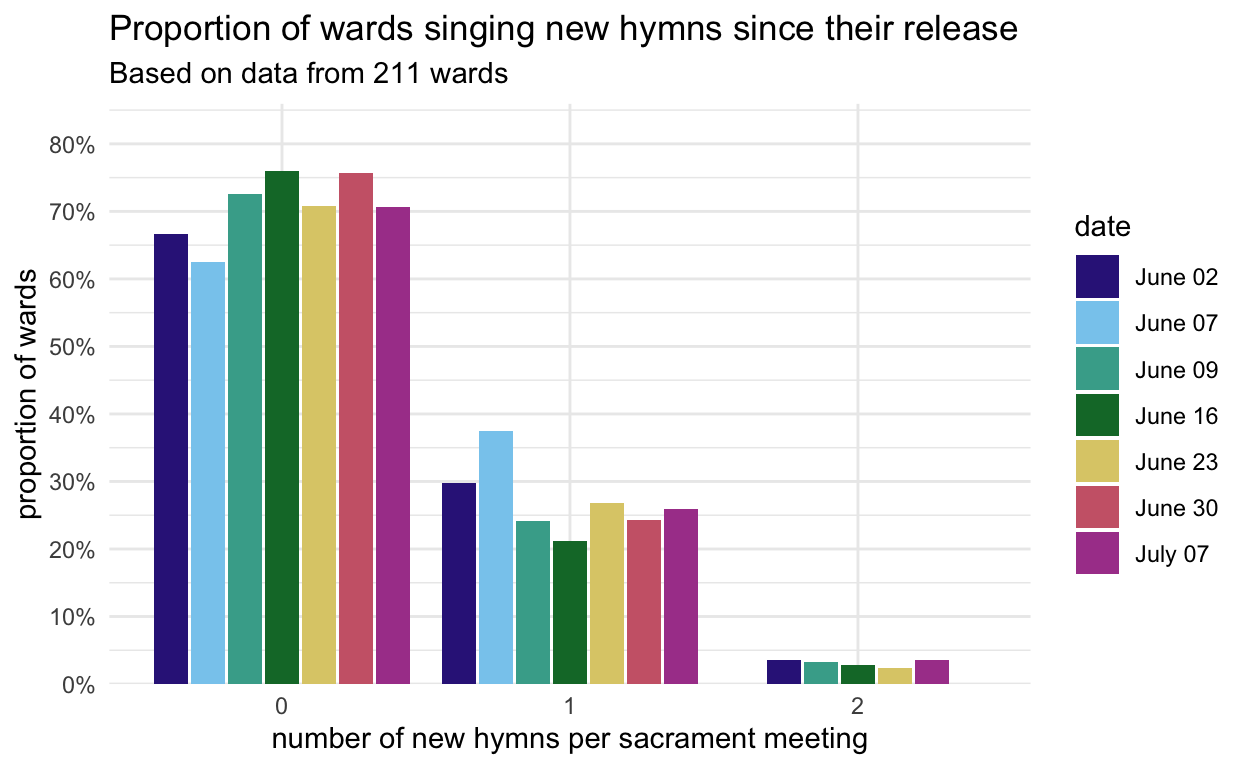 Proportion of wards singing new hymns since their release
Based on data from 211 wards
80%
70%
60%
50%
40%
30%
20%
10%
0%
proportion of wards
0 1 2
number of new hymns per sacrament meeting
date
June 02
June 07
June 09
June 16
June 23
June 30
July 07